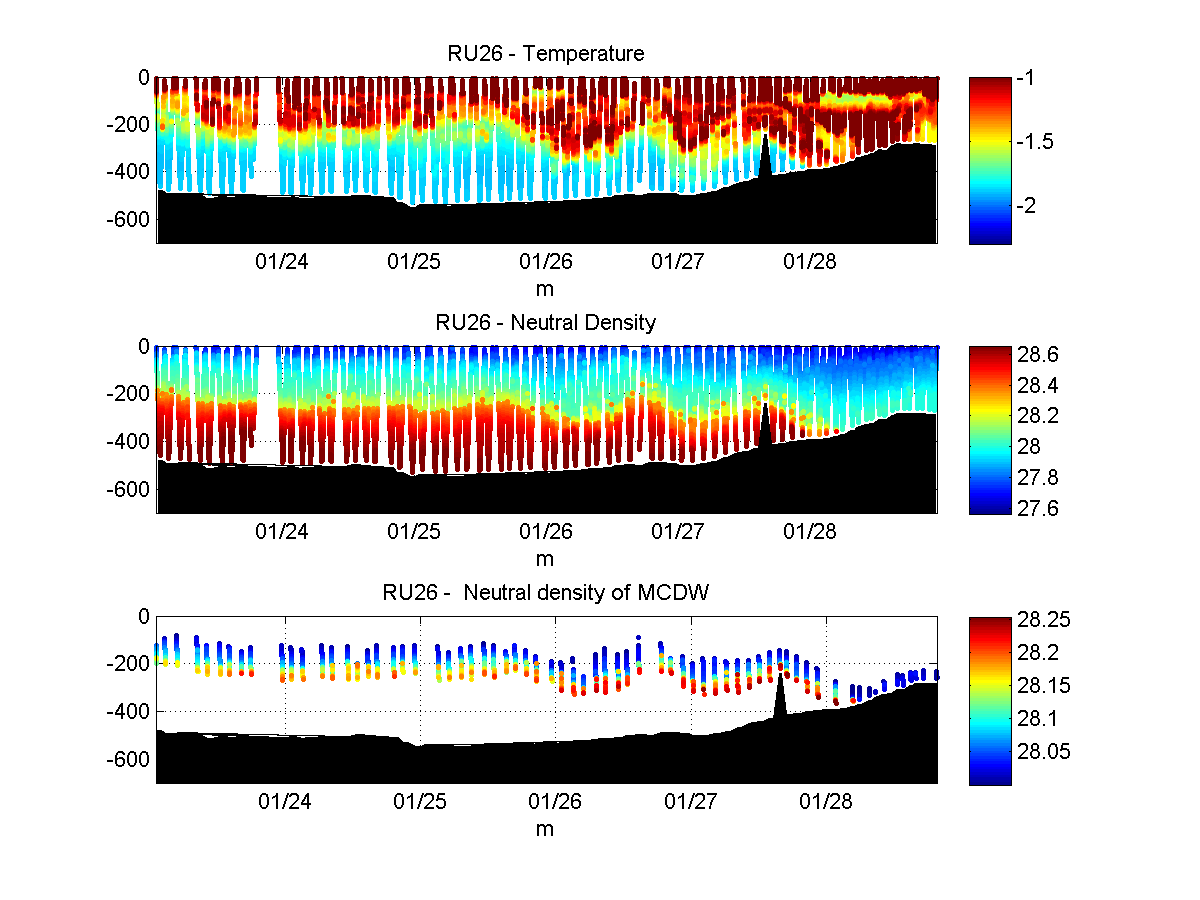 RU26 - Temperature
0
-200
-400
-600
01/24 01/25 01/26 01/27 01/28
m
-1
-1.5
-2
RU26 - Neutral Density
0
-200
-400
-600
01/24 01/25 01/26 01/27 01/28
m
28.6
28.4
28.2
28
27.8
27.6
RU26 - Neutral density of MCDW
0
-200
-400
-600
01/24 01/25 01/26 01/27 01/28
m
28.25
28.2
28.15
28.1
28.05